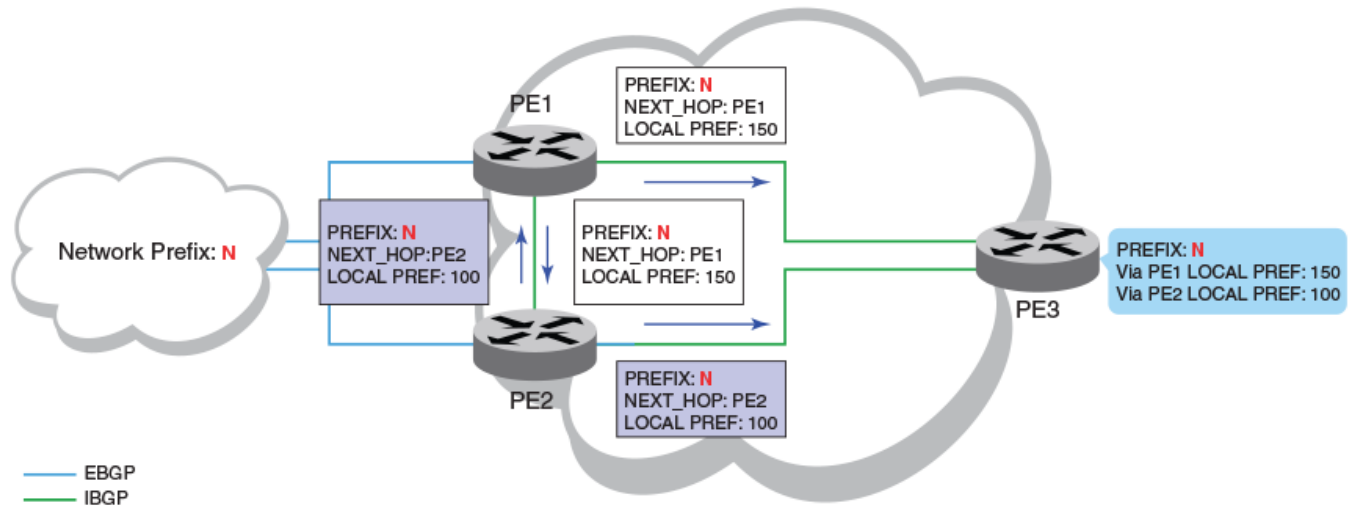 PREFIX: N
NEXT_HOP: PE1
LOCAL PREF: 150
PE1
Network Prefix: N
PREFIX: N
NEXT_HOP:PE2
LOCAL PREF: 100
PREFIX: N
NEXT_HOP: PE1
LOCAL PREF: 150
PREFIX: N
Via PE1 LOCAL PREF: 150
Via PE2 LOCAL PREF: 100
PE3
PE2
PREFIX: N
NEXT_HOP: PE2
LOCAL PREF: 100
EBGP
IBGP